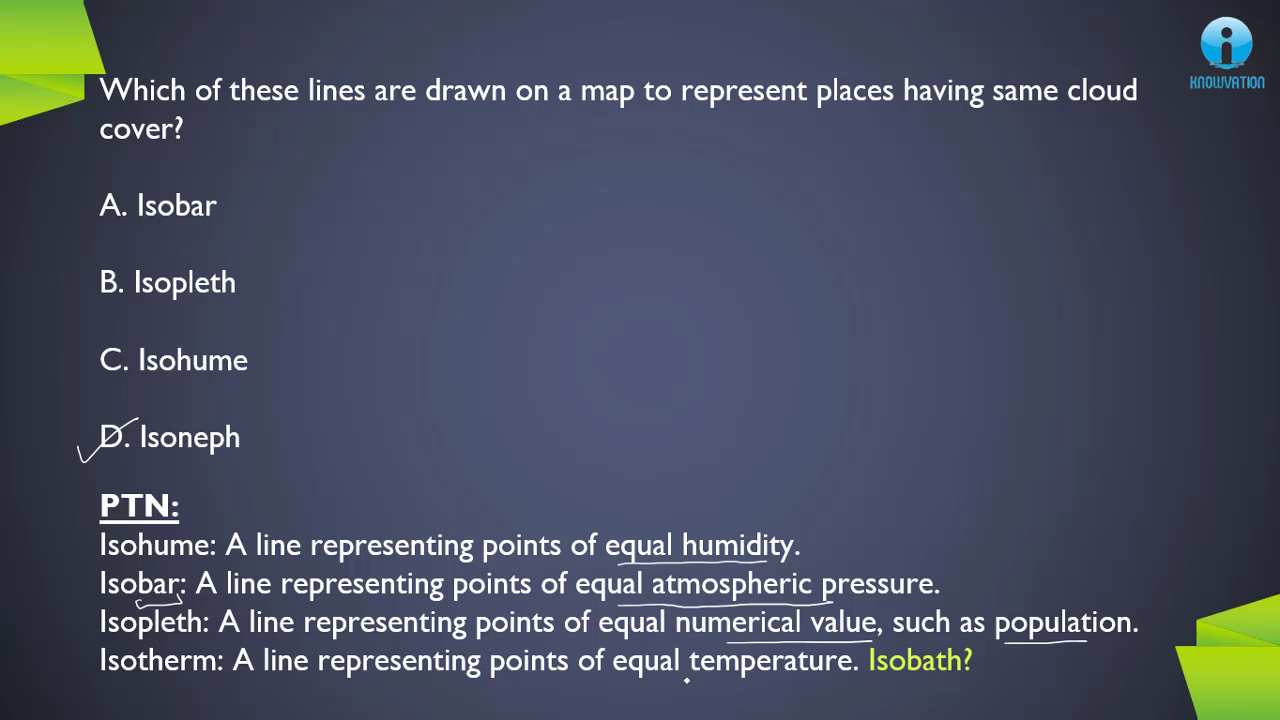 KNOWVATION
Which of these lines are drawn on a map to represent places having same cloud
cover?
A. Isobar
B. Isopleth
C. Isohume
D. Isoneph
PTN:
Isohume: A line representing points of equal humidity.
Isobar: A line representing points of equal atmospheric pressure.
Isopleth: A line representing points of equal numerical value, such as population.
Isotherm: A line representing points of equal temperature. Isobath?